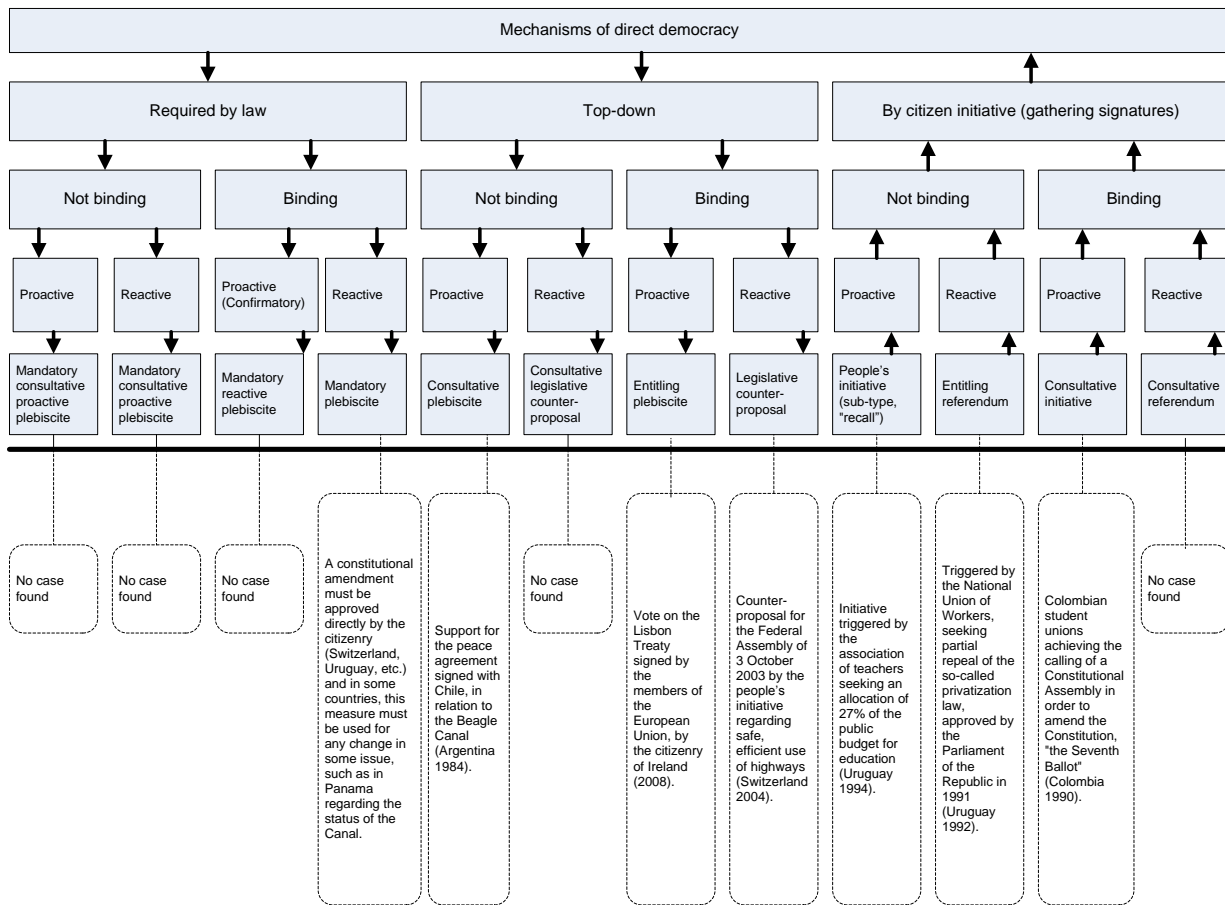 Mechanisms of direct democracy
Required by law
Top-down
By citizen initiative (gathering signatures)
Not binding
Binding
Not binding
Binding
Not binding
Binding
Proactive
Reactive
Proactive
(Confirmatory)
Reactive
Proactive
Reactive
Proactive
Reactive
Proactive
Reactive
Proactive
Reactive
Mandatory
consultative
proactive
plebiscite
Mandatory
consultative
proactive
plebiscite
Mandatory
reactive
plebiscite
Mandatory
plebiscite
Consultative
plebiscite
Consultative
legislative
counter-
proposal
Entitling
plebiscite
Legislative
counter-
proposal
People's
initiative
(sub-type,
"recall")
Entitling
referendum
Consultative
initiative
Consultative
referendum
No case
found
No case
found
No case
found
A constitutional
amendment
must be
approved
directly by the
citizenry
(Switzerland,
Uruguay, etc.)
and in some
countries, this
measure must
be used for
any change in
some issue,
such as in
Panama
regarding the
status of the
Canal.
Support for
the peace
agreement
signed with
Chile, in
relation to
the Beagle
Canal
(Argentina
1984).
No case
found
Vote on the
Lisbon
Treaty
signed by
the
members of
the
European
Union, by
the citizenry
of Ireland
(2008).
Counter-
proposal for
the Federal
Assembly of
3 October
2003 by the
people's
initiative
regarding
safe,
efficient use
of highways
(Switzerland
2004).
Initiative
triggered by
the
association
of teachers
seeking an
allocation of
27% of the
public
budget for
education
(Uruguay
1994).
Triggered by
the National
Union of
Workers,
seeking
partial
repeal of the
so-called
privatization
law,
approved by
the
Parliament
of the
Republic in
1991
(Uruguay
1992).
Colombian
student
unions
achieving the
calling of a
Constitutional
Assembly in
order to
amend the
Constitution,
"the Seventh
Ballot"
(Colombia
1990).
No case
found